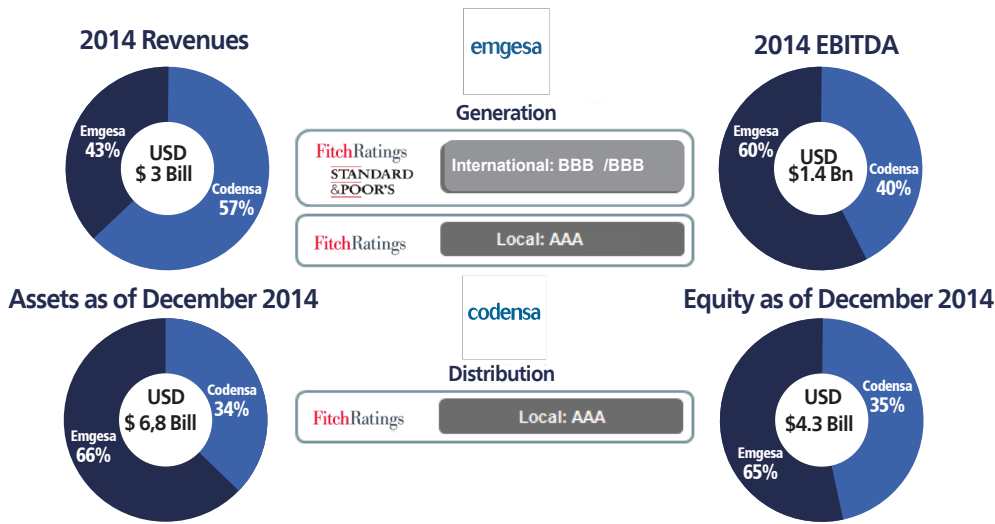 2014 Revenues
Emgesa
43%
USD
$ 3 Bill
Codensa
57%
emgesa
Generation
FitchRatings
STANDARD
&POOR'S
International: BBB /BBB
FitchRatings
Local: AAA
2014 EBITDA
Emgesa
60%
USD
$1.4 Bn
Codensa
40%
Assets as of December 2014
Codensa
34%
USD
$ 6,8 Bill
Emgesa
66%
codensa
Distribution
FitchRatings
Local: AAA
Equity as of December 2014
Codensa
35%
USD
$4.3 Bill
Emgesa
65%